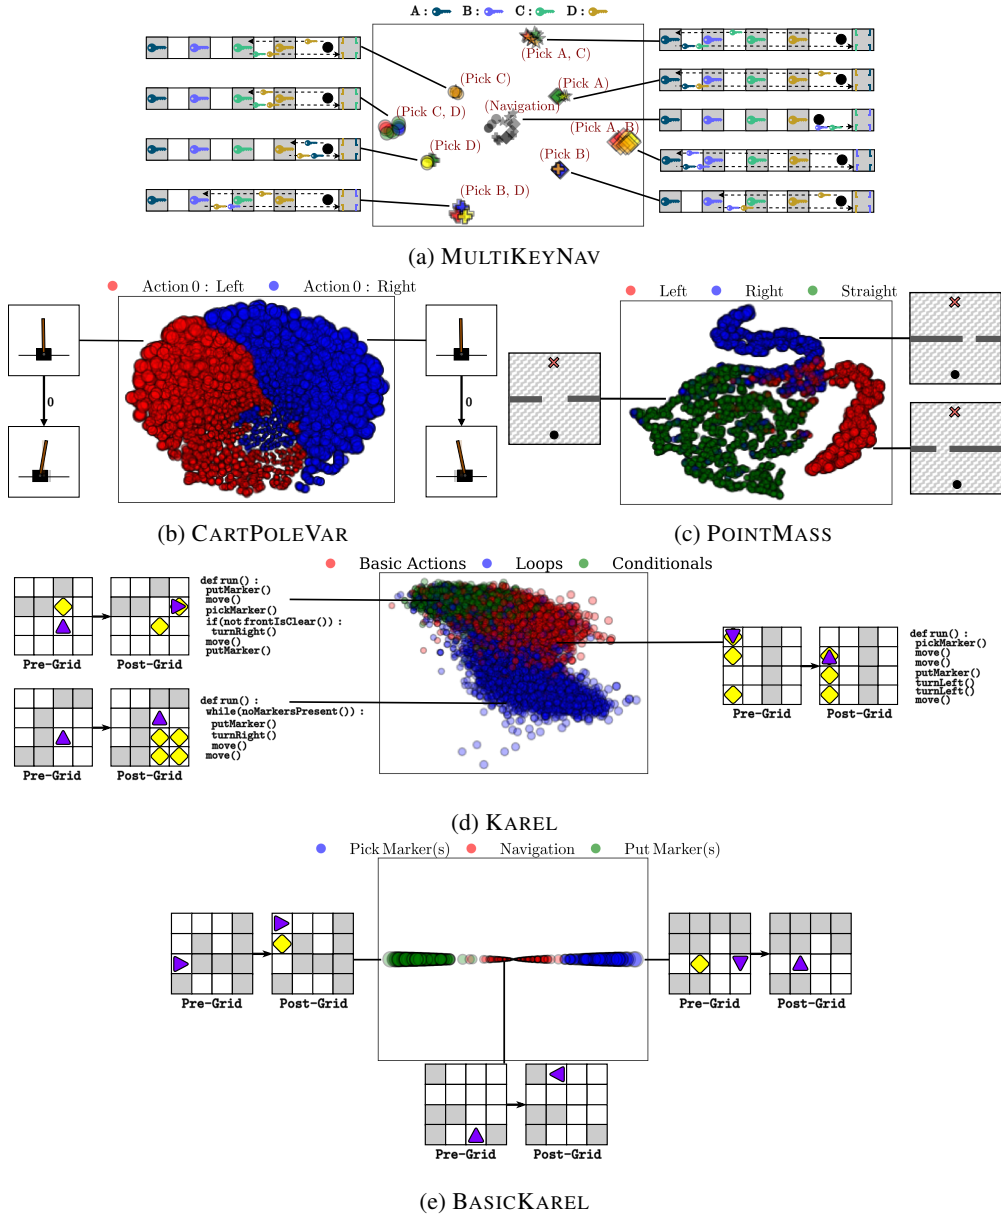 A : B : C : D :
(Pick A, C)
(Pick C)
(Pick A)
(Pick C, D)
(Navigation)
(Pick A, B)
(Pick D)
(Pick B)
(Pick B, D)
(a) MULTIKEYNAV
Action 0 : Left Action 0 : Right
0
0
(b) CARTPOLEVAR
Left Right Straight
(c) POINTMASS
Basic Actions Loops Conditionals
Pre-Grid Post-Grid
def run() :
putMarker()
move()
pickMarker()
if(notfrontIsClear()) :
turnRight()
move()
putMarker()
Pre-Grid Post-Grid
def run() :
while(noMarkersPresent()) :
putMarker()
turnRight()
move()
move()
Pre-Grid Post-Grid
def run() :
pickMarker()
move()
move()
putMarker()
turnLeft()
turnLeft()
move()
(d) KAREL
Pick Marker(s) Navigation Put Marker(s)
Pre-Grid Post-Grid
Pre-Grid Post-Grid
Pre-Grid Post-Grid
(e) BASICKAREL